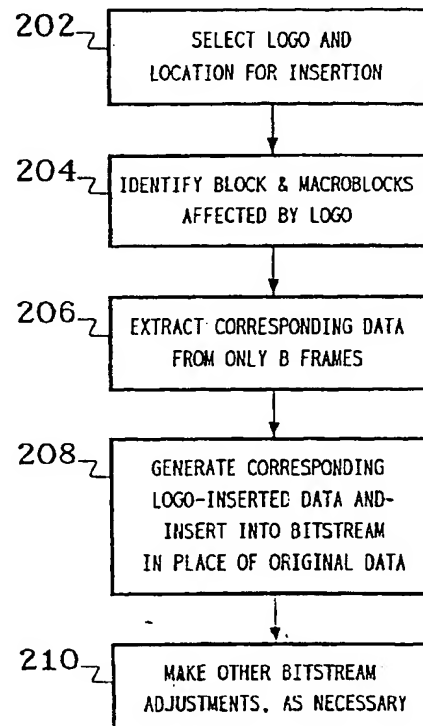 202
SELECT LOGO AND
LOCATION FOR INSERTION
204
IDENTIFY BLOCK & MACROBLOCKS
AFFECTED BY LOGO
206
EXTRACT CORRESPONDING DATA
FROM ONLY B FRAMES
208
GENERATE CORRESPONDING
LOGO-INSERTED DATA AND-
INSERT INTO BITSTREAM
IN PLACE OF ORIGINAL DATA
210
MAKE OTHER BITSTREAM
ADJUSTMENTS, AS NECESSARY